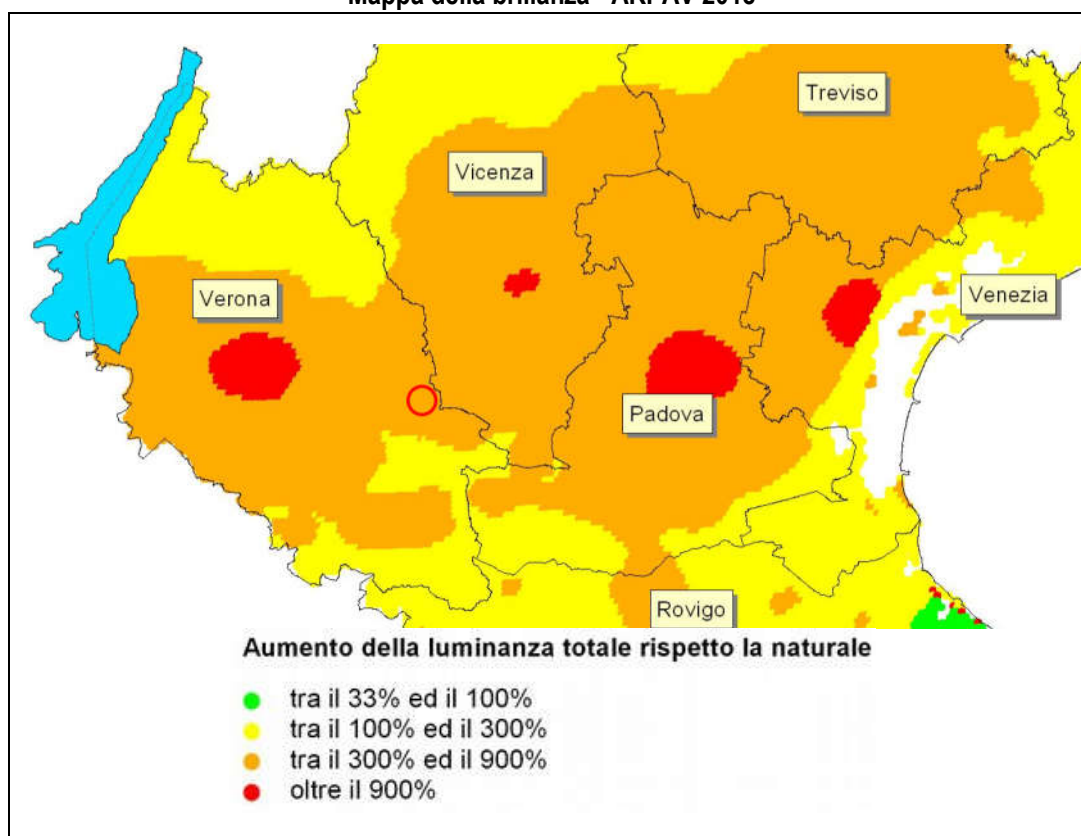 Treviso
Vicenza
Verona
Venezia
Padova
Rovigo
Aumento della luminanza totale rispetto la naturale
tra il 33% ed il 100%
tra il 100% ed il 300%
tra il 300% ed il 900%
oltre il 900%